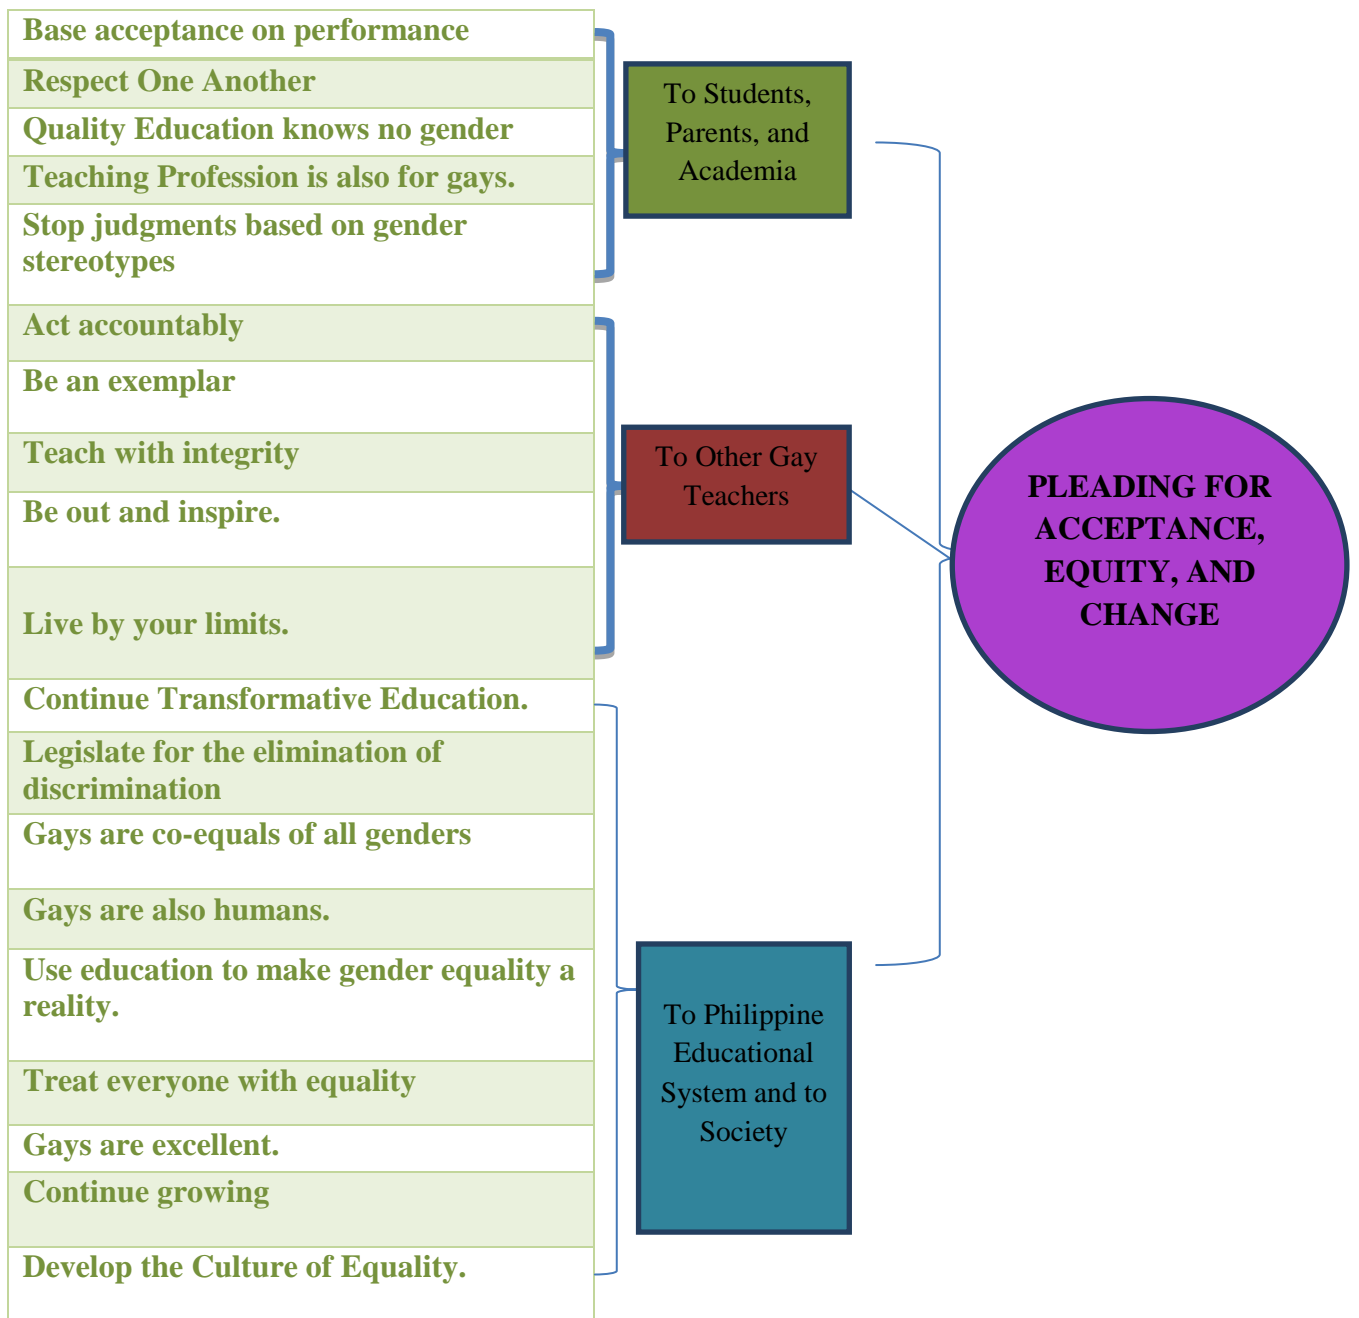 Base acceptance on performance
Respect One Another
Quality Education knows no gender
Teaching Profession is also for gays.
Stop judgments based on gender
stereotypes
Act accountably
Be an exemplar
Teach with integrity
Be out and inspire.
Live by your limits.
Continue Transformative Education.
Legislate for the elimination of
discrimination
Gays are co-equals of all genders
Gays are also humans.
Use education to make gender equality a
reality.
Treat everyone with equality
Gays are excellent.
Continue growing
Develop the Culture of Equality.
To Students,
Parents, and
Academia
To Other Gay
Teachers
To Philippine
Educational
System and to
Society
PLEADING FOR
ACCEPTANCE,
EQUITY, AND
CHANGE